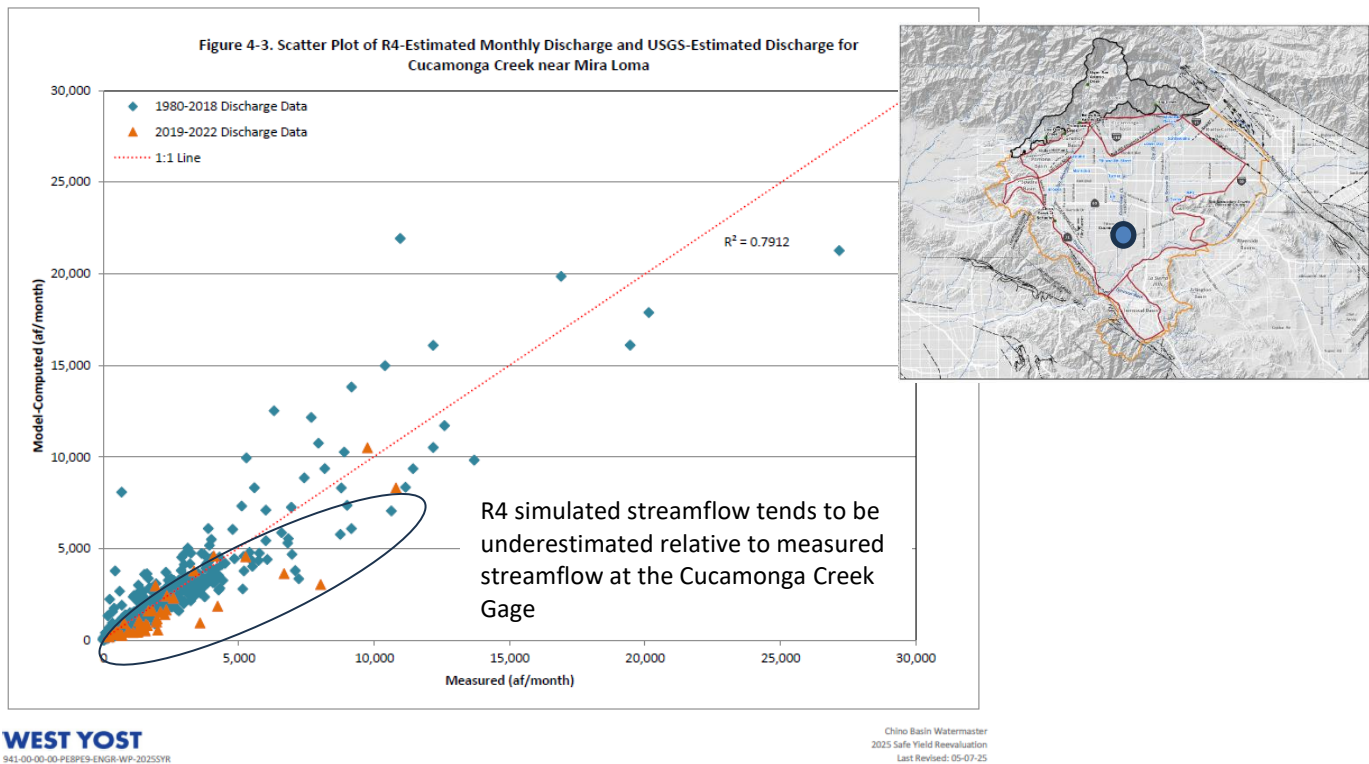 Figure 4-3. Scatter Plot of R4-Estimated Monthly Discharge and USGS-Estimated Discharge for
Cucamonga Creek near Mira Loma
30,000
25,000
20,000
15,000
10,000
5,000
0
1980-2018 Discharge Data
2019-2022 Discharge Data
1:1 Line
R² = 0.7912
Model-Computed (af/month)
0
5,000
10,000
15,000
20,000
25,000
30,000
Measured (af/month)
R4 simulated streamflow tends to be
underestimated relative to measured
streamflow at the Cucamonga Creek
Gage
WEST YOST
941-00-00-00-PE8PE9-ENGR-WP-2025SYR
Chino Basin Watermaster
2025 Safe Yield Reevaluation
Last Revised: 05-07-25